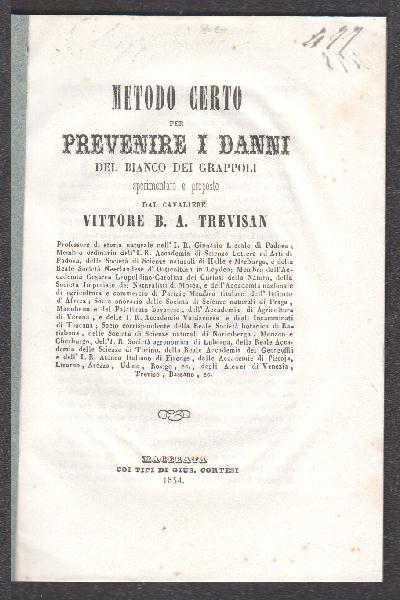 METODO CERTO
PER
PREVENIRE I DANNI
DEL BIANCO DEI GRAPPOLI
sperimentato e proposto
DAL CAVALIERE
VITTORE B. A. TREVISAN
Professore di storia naturale nell' I. R. Ginnasio Liceale di Padova;
Membro ordinario dell' I. R. Accademia di Scienze Lettere ed Arti di
Padova, delle Società di Scienze naturali di Halle e Marburgo, e della
Reale Società Neerlandese d' Orticoltura in Leyden; Membro dell' Ac-
cademia Cesarea Leopoldino-Carolina dei Curiosi della Natura, della
Società Imperiale dei Naturalisti di Mosca, e dell' Accademia nazionale
di agricoltura e commercio di Parigi; Membro titolare dell' Istituto
d' Africa; Socio onorario delle Società di Scienze naturali di Praga,
Manheim e del Palatinato bavarese, dell' Accademia di Agricoltura
di Verona, e delle I. R. Accademie Valdarnese e degli Incamminati
di Toscana; Socio corrispondente della Reale Società botanica di Ra-
tisbona, delle Società di Scienze naturali di Norimberga, Menzco e
Cherburgo, dell' I. R. Società agronomica di Lubiana, della Reale Acca-
demia delle Scienze di Torino, della Reale Accademia dei Georgofili
e dell' I. R. Ateneo Italiano di Firenze, delle Accademie di Pistoja,
Livorno, Arezzo, Udine, Rovigo, ec., degli Atenei di Venezia,
Treviso, Bassano, ec.
MACERATA
COI TIPI DI GIUS. CORTESI
1854.